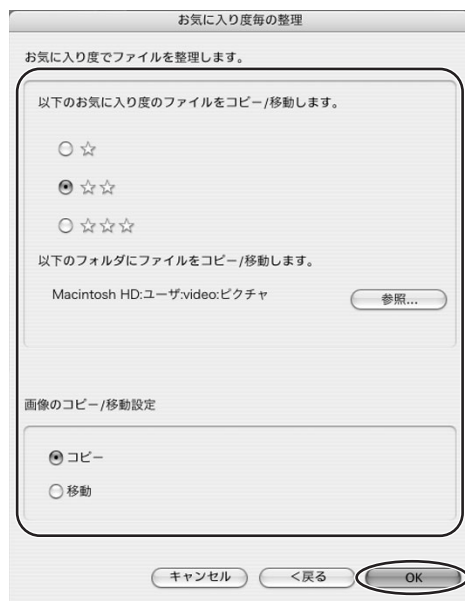 お気に入り度毎の整理
お気に入り度でファイルを整理します。
以下のお気に入り度のファイルをコピー/移動します。
☆
☆☆
☆☆☆
以下のフォルダにファイルをコピー/移動します。
Macintosh HD:ユーザ:video:ピクチャ
参照...
画像のコピー/移動設定
コピー
移動
キャンセル <戻る OK